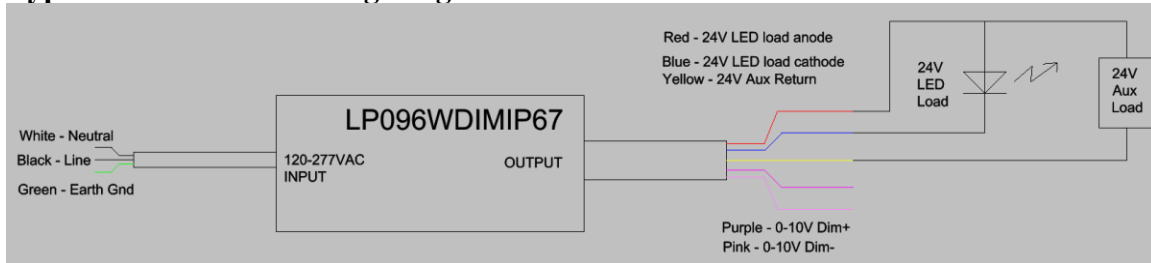 Red - 24V LED load anode
Blue - 24V LED load cathode
Yellow - 24V Aux Return
24V
LED
Load
24V
Aux
Load
LP096WDIMIP67
White - Neutral
Black - Line
Green - Earth Gnd
120-277VAC
INPUT
OUTPUT
Purple - 0-10V Dim+
Pink - 0-10V Dim-